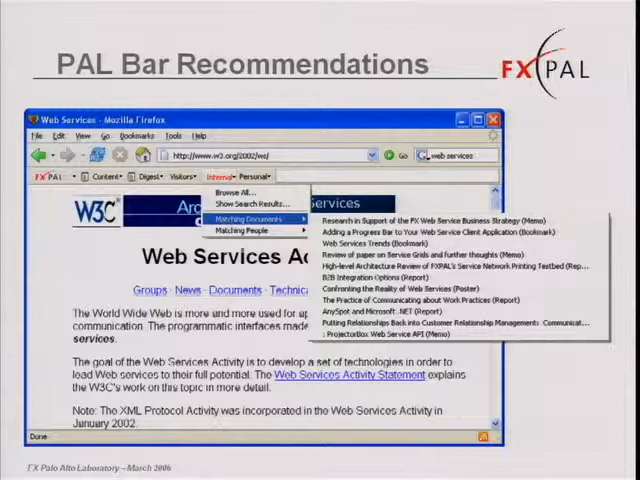 PAL Bar Recommendations
FXPAL
Web Services - Mozilla Firefox
File Edit View Go Bookmarks Tools Help
http://www.w3.org/2002/ws/
Go
web services
FXPAL
Content
Digest
Visitors
Internal
Personal
Browse All...
Show Search Results...
Matching Documents
Matching People
W3C
Arc
Services
Research in Support of the FX Web Service Business Strategy (Memo)
Adding a Progress Bar to Your Web Service Client Application (Bookmark)
Web Services Trends (Bookmark)
Review of paper on Service Grids and further thoughts (Memo)
High-level Architecture Review of FXPAL's Service Network Printing Testbed (Rep...
B2B Integration Options (Report)
Confronting the Reality of Web Services (Poster)
The Practice of Communicating about Work Practices (Report)
AnySpot and Microsoft .NET (Report)
Putting Relationships Back into Customer Relationship Managements Communicat...
: ProjectorBox Web Service API (Memo)
Web Services Ac
Groups · News · Documents · Technica
The World Wide Web is more and more used for appl
communication. The programmatic interfaces made
services.
The goal of the Web Services Activity is to develop a set of technologies in order to
lead Web services to their full potential. The Web Services Activity Statement explains
the W3C's work on this topic in more detail.
Note: The XML Protocol Activity was incorporated in the Web Services Activity in
January 2002.
Done
FX Palo Alto Laboratory – March 2006